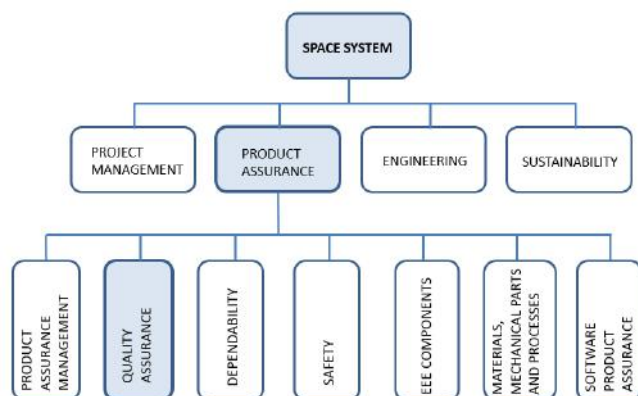 SPACE SYSTEM
PROJECT
MANAGEMENT
PRODUCT
ASSURANCE
ENGINEERING
SUSTAINABILITY
PRODUCT
ASSURANCE
MANAGEMENT
QUALITY
ASSURANCE
DEPENDABILITY
SAFETY
EEE COMPONENTS
MATERIALS,
MECHANICAL PARTS
AND PROCESSES
SOFTWARE
PRODUCT
ASSURANCE